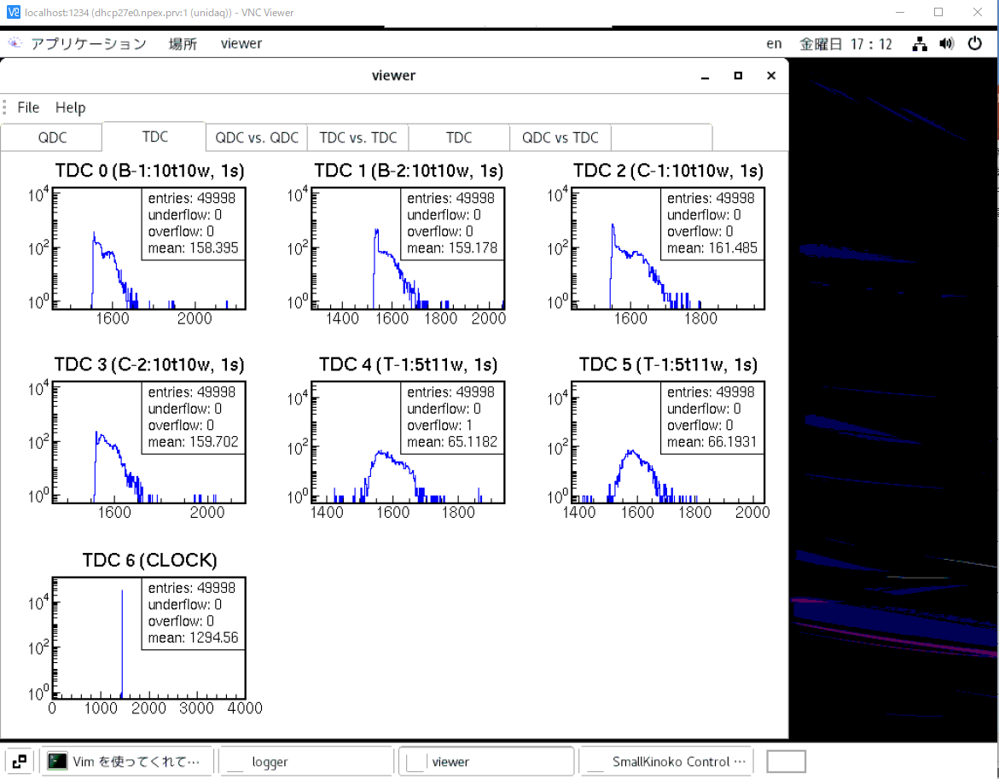 localhost:1234 (dhcp27e0.npex.prv:1 (unidaq)) - VNC Viewer
アプリケーション 場所 viewer en 金曜日 17 : 12
viewer
File Help
QDC TDC QDC vs. QDC TDC vs. TDC TDC QDC vs TDC
TDC 0 (B-1:10t10w, 1s)
entries: 49998
underflow: 0
overflow: 0
mean: 158.395
10^4
10^2
10^0
1600 2000
TDC 1 (B-2:10t10w, 1s)
entries: 49998
underflow: 0
overflow: 0
mean: 159.178
10^4
10^2
10^0
1400 1600 1800 2000
TDC 2 (C-1:10t10w, 1s)
entries: 49998
underflow: 0
overflow: 0
mean: 161.485
10^4
10^2
10^0
1600 1800
TDC 3 (C-2:10t10w, 1s)
entries: 49998
underflow: 0
overflow: 0
mean: 159.702
10^4
10^2
10^0
1600 2000
TDC 4 (T-1:5t11w, 1s)
entries: 49998
underflow: 0
overflow: 1
mean: 65.1182
10^4
10^2
10^0
1400 1600 1800
TDC 5 (T-1:5t11w, 1s)
entries: 49998
underflow: 0
overflow: 0
mean: 66.1931
10^4
10^2
10^0
1400 1600 1800 2000
TDC 6 (CLOCK)
entries: 49998
underflow: 0
overflow: 0
mean: 1294.56
10^4
10^2
10^0
0 1000 2000 3000 4000
Vim を使ってくれて… logger viewer SmallKinoko Control …